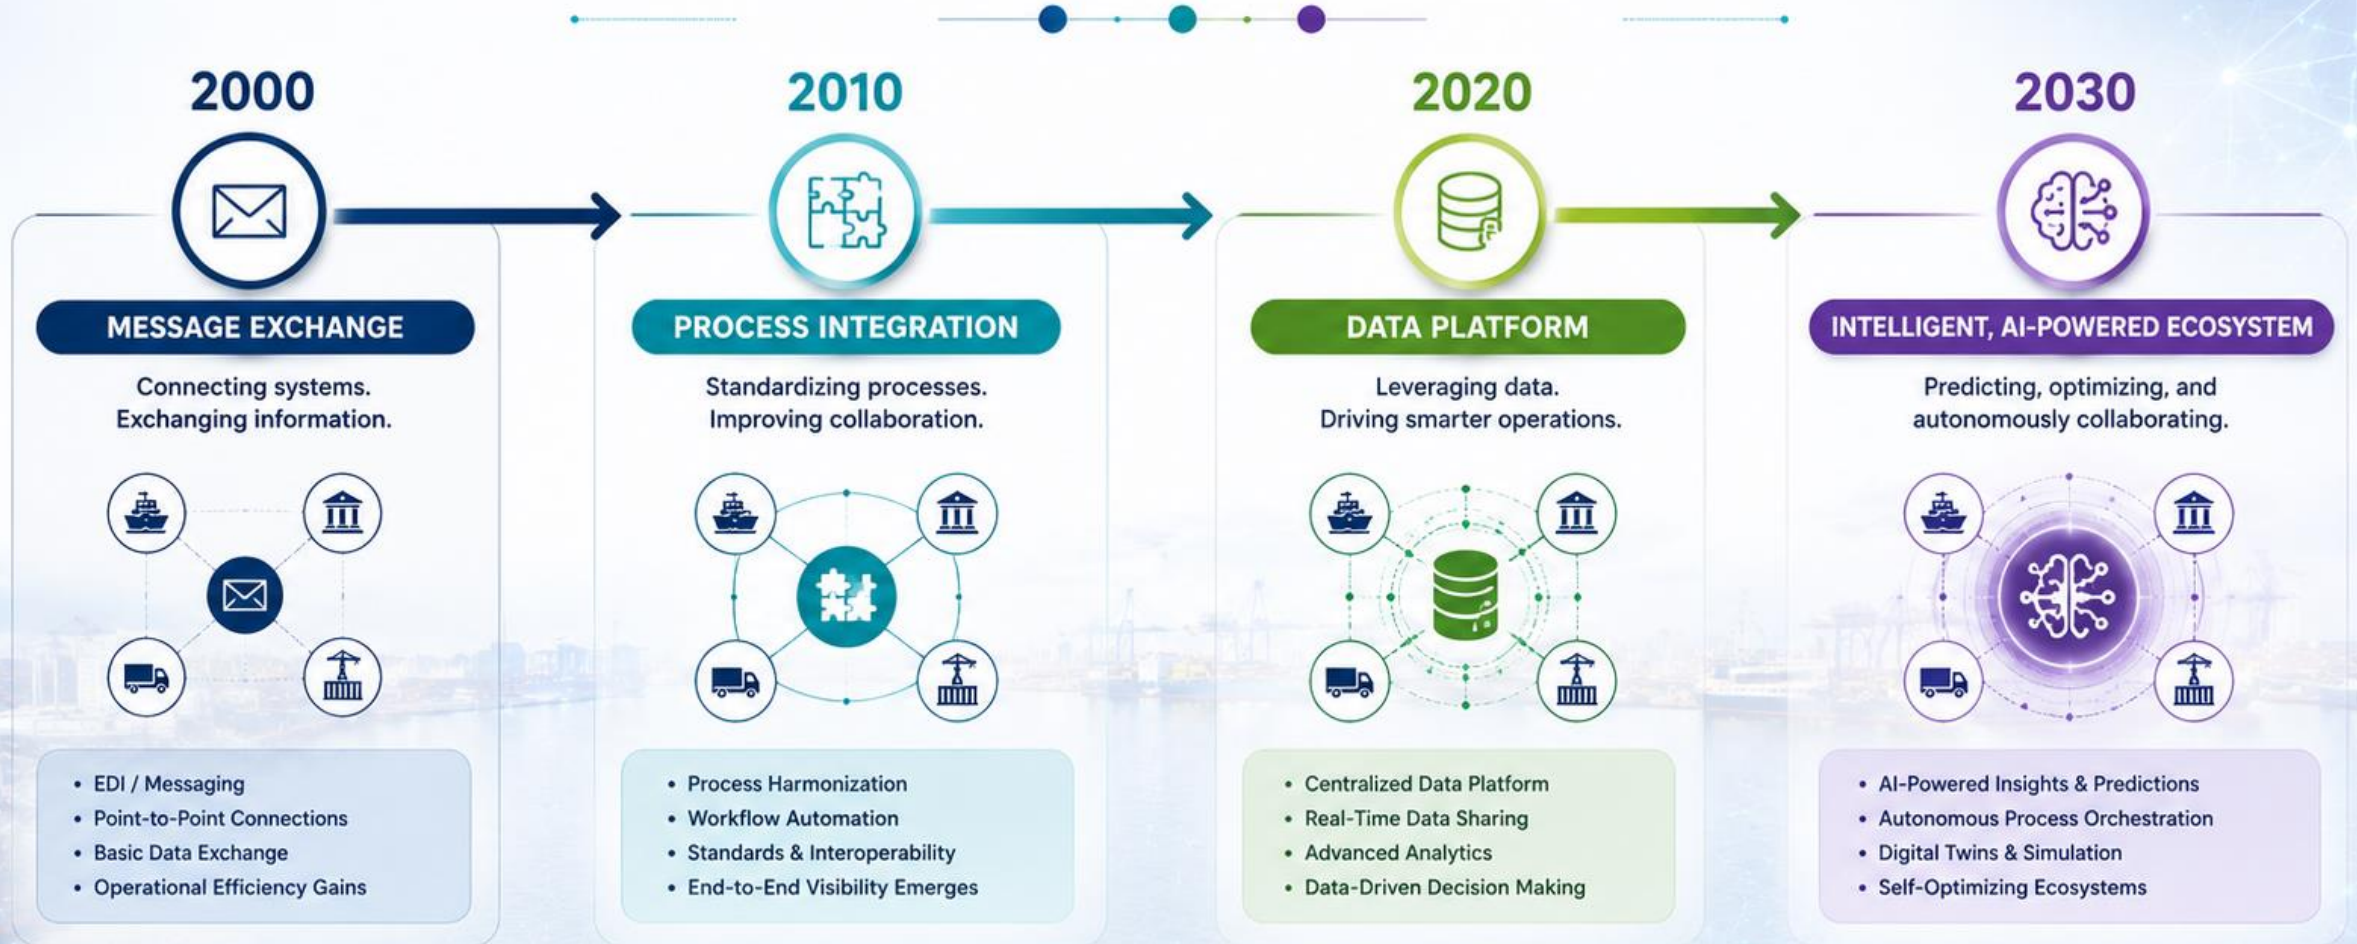 2000
MESSAGE EXCHANGE
Connecting systems.
Exchanging information.
• EDI / Messaging
• Point-to-Point Connections
• Basic Data Exchange
• Operational Efficiency Gains
2010
PROCESS INTEGRATION
Standardizing processes.
Improving collaboration.
• Process Harmonization
• Workflow Automation
• Standards & Interoperability
• End-to-End Visibility Emerges
2020
DATA PLATFORM
Leveraging data.
Driving smarter operations.
• Centralized Data Platform
• Real-Time Data Sharing
• Advanced Analytics
• Data-Driven Decision Making
2030
INTELLIGENT, AI-POWERED ECOSYSTEM
Predicting, optimizing, and
autonomously collaborating.
• AI-Powered Insights & Predictions
• Autonomous Process Orchestration
• Digital Twins & Simulation
• Self-Optimizing Ecosystems